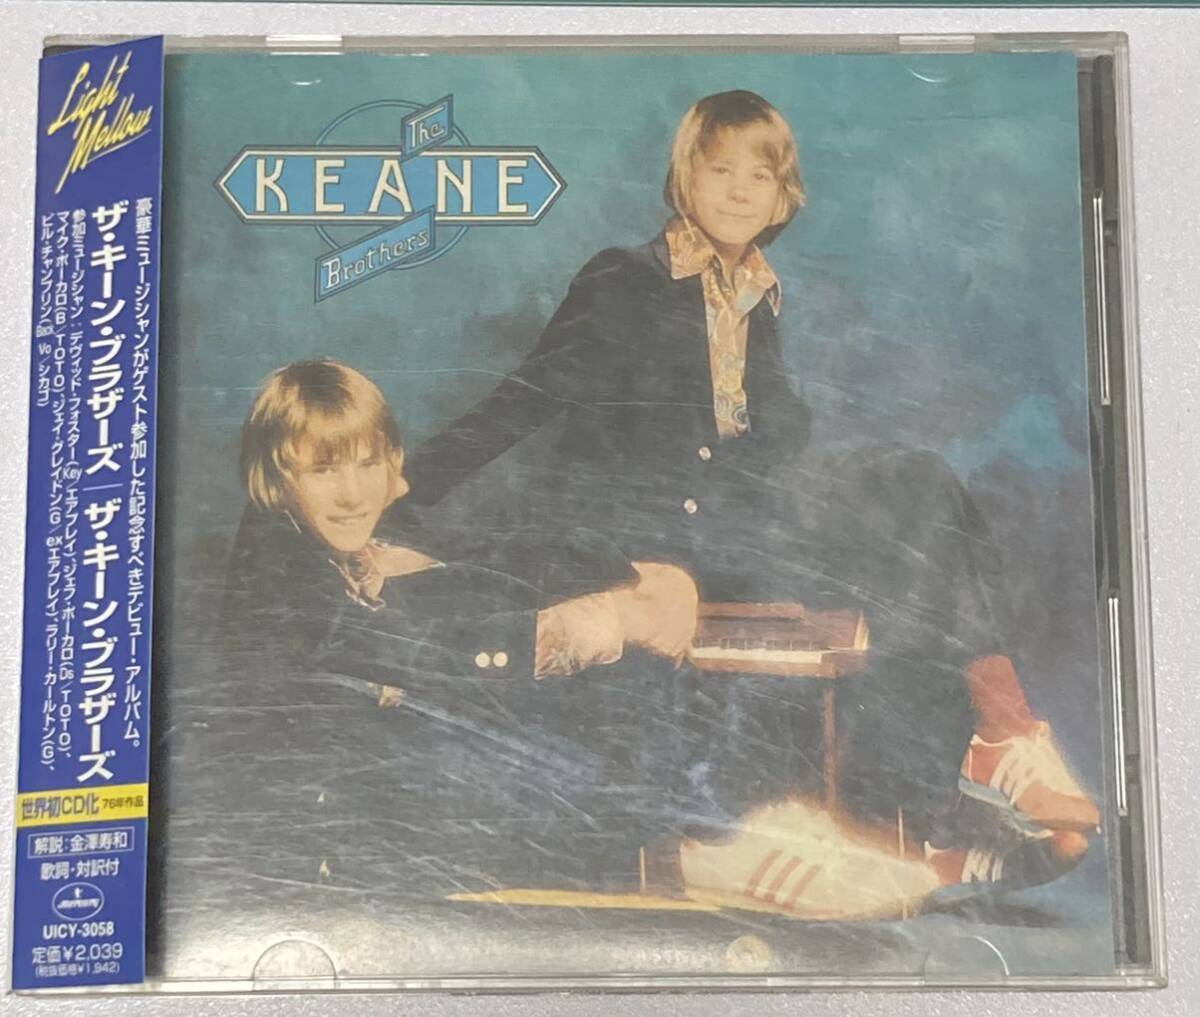 Light
Mellow
豪華ミュージシャンがゲスト参加した記念すべきデビュー・アルバム。
ザ・キーン・ブラザーズ／ザ・キーン・ブラザーズ
参加ミュージシャン:デヴィッド・フォスター(Key/エアプレイ)、ジェフ・ポーカロ(Ds/TOTO)、
マイク・ポーカロ(B/TOTO)、ジェイ・グレイドン(G/exエアプレイ)、ラリー・カールトン(G)、
ビル・チャンプリン(Back Vo/シカゴ)
世界初CD化 76年作品
解説:金澤寿和
歌詞・対訳付
mercury
UICY-3058
定価¥2,039
(税抜価格¥1,942)
The
KEANE
Brothers